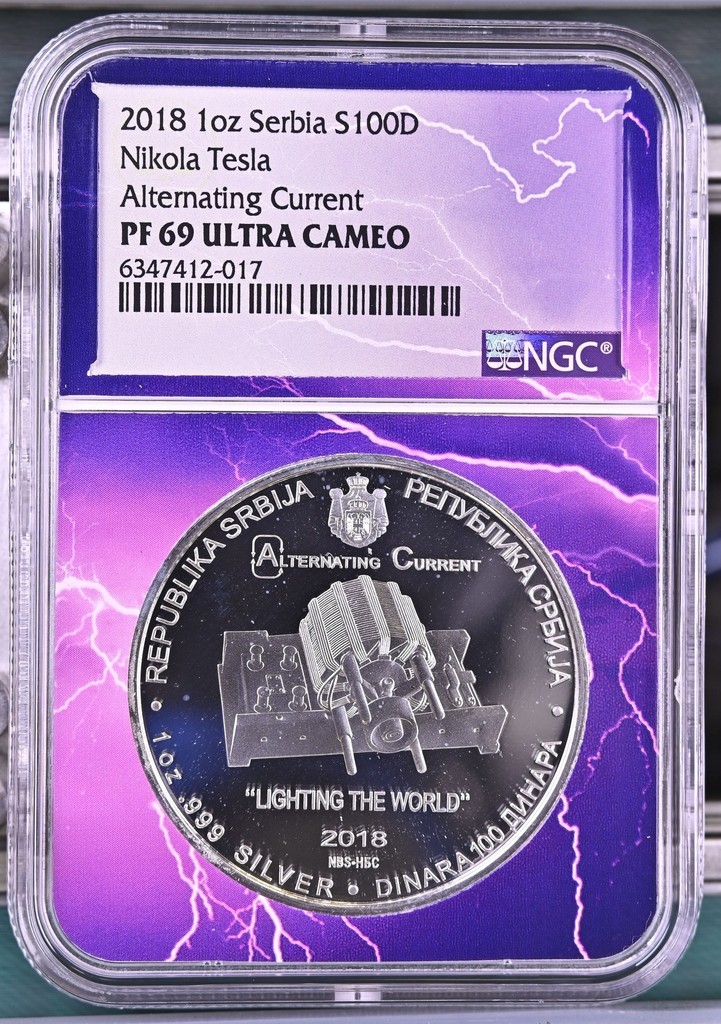 2018 1oz Serbia S100D
Nikola Tesla
Alternating Current
PF 69 ULTRA CAMEO
6347412-017
NGC®
REPUBLIKA SRBIJA
РЕПУБЛИКА СРБИЈА
ALTERNATING CURRENT
"LIGHTING THE WORLD"
2018
NBS-НБС
1 oz .999 SILVER • DINARA 100 ДИНАРА